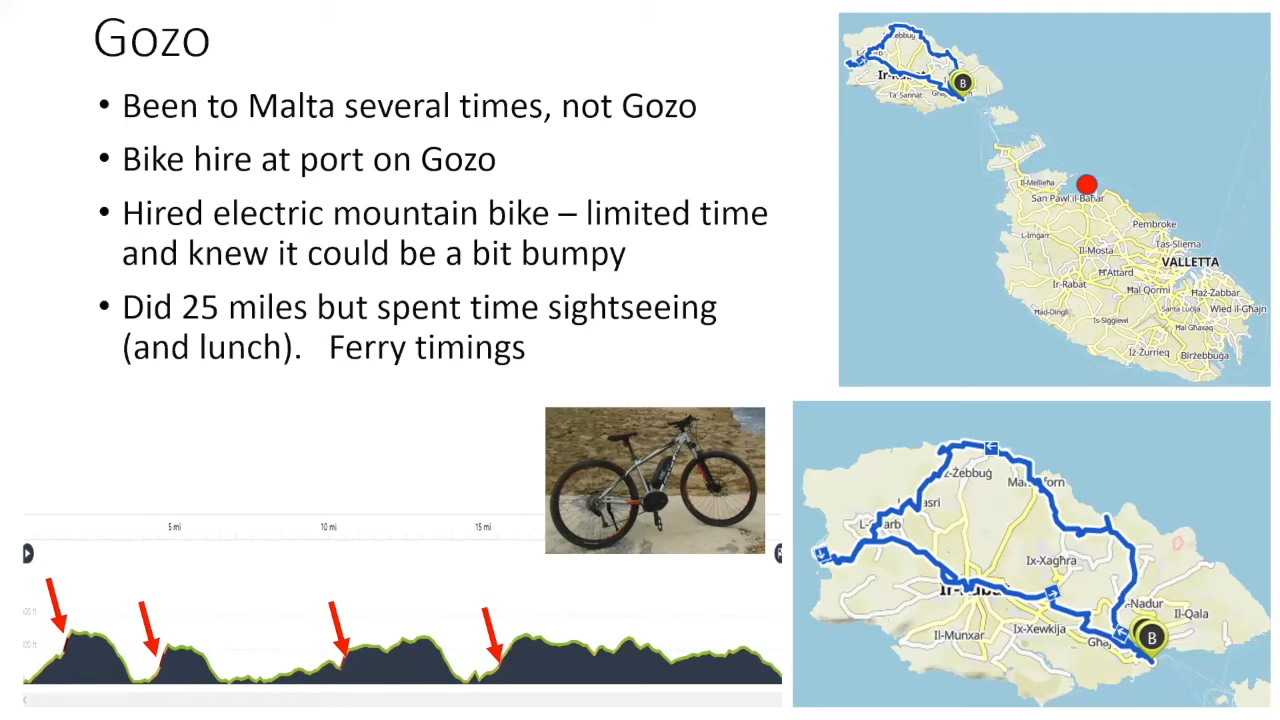 Gozo
• Been to Malta several times, not Gozo
• Bike hire at port on Gozo
• Hired electric mountain bike – limited time
and knew it could be a bit bumpy
• Did 25 miles but spent time sightseeing
(and lunch).   Ferry timings
5 mi
10 mi
15 mi
B
Ta' Sannat
Il-Mellieħa
San Pawl il-Baħar
Pembroke
L-Imġarr
Tas-Sliema
Il-Mosta
VALLETTA
Ħ'Attard
Ir-Rabat
Ħal Qormi
Ħaż-Żabbar
Ħad-Dingli
Santa Luċija
Wied il-Għajn
Is-Siġġiewi
Ħal Għaxaq
Iż-Żurrieq
Birżebbuġa
Ix-Xagħra
Il-Qala
Il-Munxar
Ix-Xewkija
B